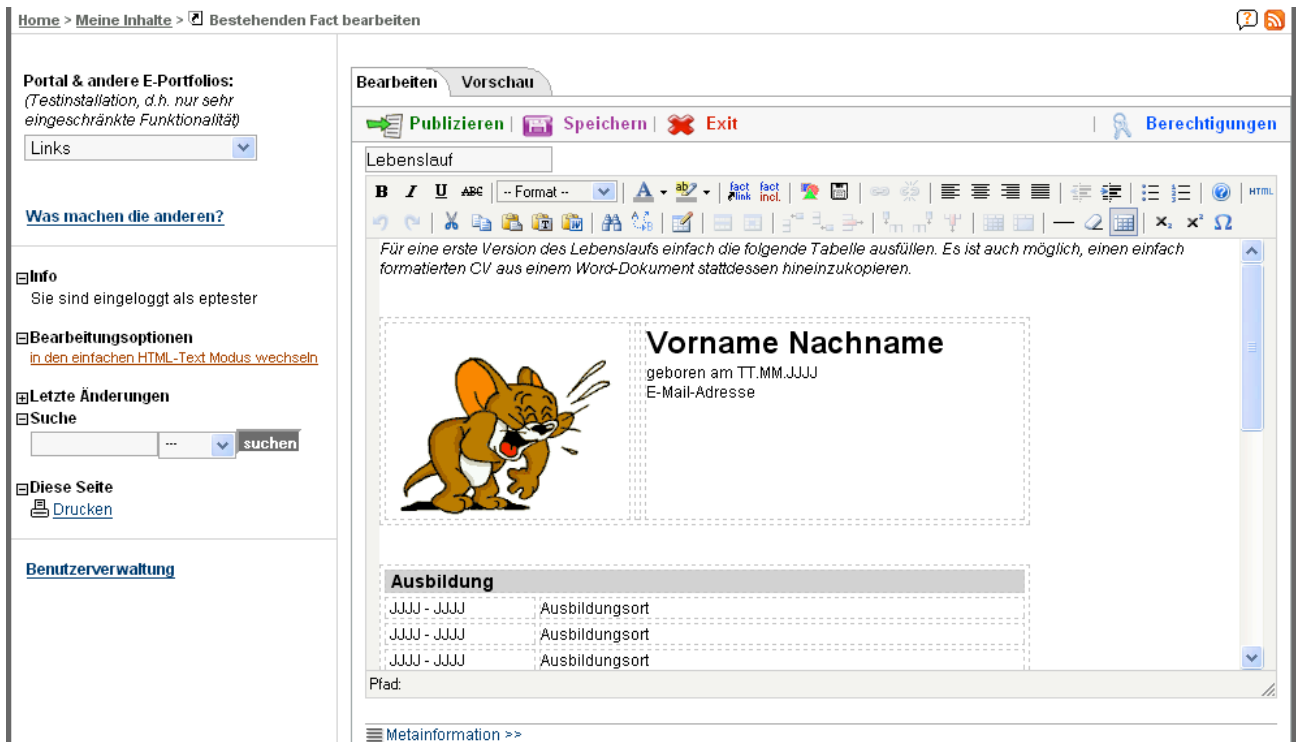 Home > Meine Inhalte > Bestehenden Fact bearbeiten
Portal & andere E-Portfolios:
(Testinstallation, d.h. nur sehr
eingeschränkte Funktionalität)
Links
Was machen die anderen?
Info
Sie sind eingeloggt als eptester
Bearbeitungsoptionen
in den einfachen HTML-Text Modus wechseln
Letzte Änderungen
Suche
--- suchen
Diese Seite
Drucken
Benutzerverwaltung
Bearbeiten Vorschau
Publizieren | Speichern | Exit | Berechtigungen
Lebenslauf
B I U ABC -- Format -- A ab fact link fact incl. HTML
x₂ x² Ω
Für eine erste Version des Lebenslaufs einfach die folgende Tabelle ausfüllen. Es ist auch möglich, einen einfach
formatierten CV aus einem Word-Dokument stattdessen hineinzukopieren.
Vorname Nachname
geboren am TT.MM.JJJJ
E-Mail-Adresse
Ausbildung
JJJJ - JJJJ Ausbildungsort
JJJJ - JJJJ Ausbildungsort
JJJJ - JJJJ Ausbildungsort
Pfad:
Metainformation >>